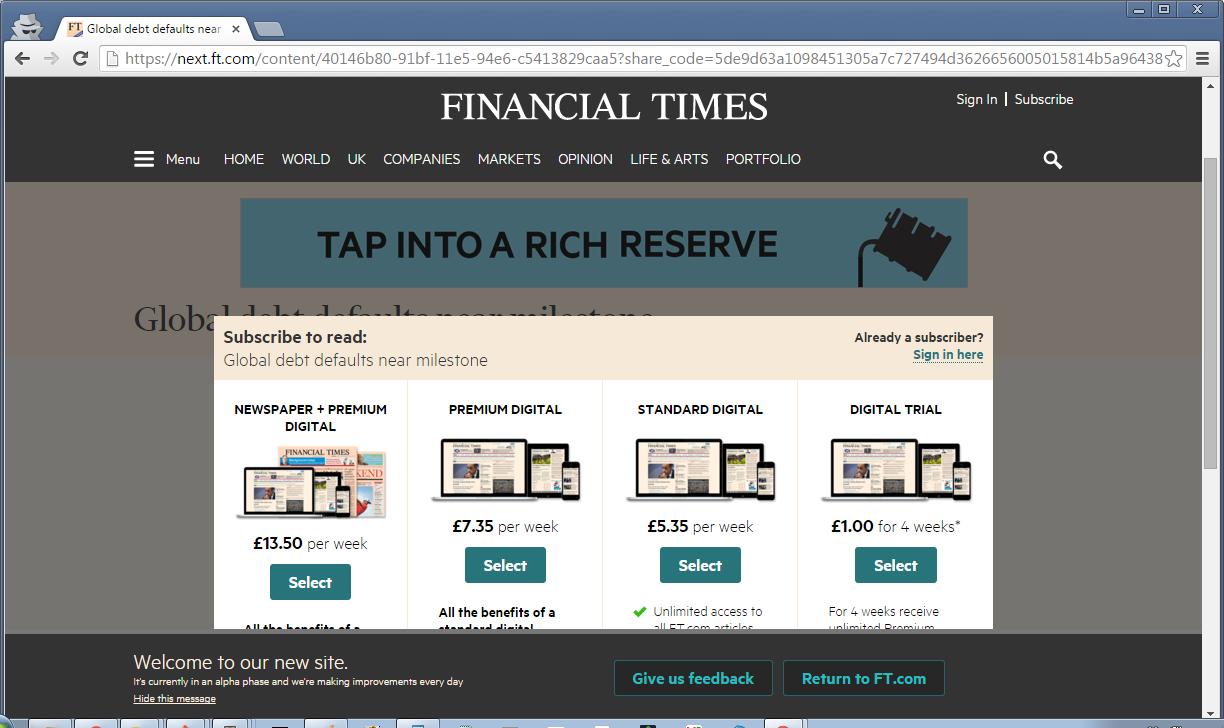 FT Global debt defaults near
https://next.ft.com/content/40146b80-91bf-11e5-94e6-c5413829caa5?share_code=5de9d63a1098451305a7c727494d3626656005015814b5a96438
FINANCIAL TIMES
Sign In | Subscribe
Menu HOME WORLD UK COMPANIES MARKETS OPINION LIFE & ARTS PORTFOLIO
TAP INTO A RICH RESERVE
Global debt defaults near milestone
Subscribe to read:
Global debt defaults near milestone
Already a subscriber?
Sign in here
NEWSPAPER + PREMIUM
DIGITAL
FINANCIAL TIMES
£13.50 per week
Select
All the benefits of a
PREMIUM DIGITAL
£7.35 per week
Select
All the benefits of a
standard digital
STANDARD DIGITAL
£5.35 per week
Select
Unlimited access to
all FT.com articles
DIGITAL TRIAL
£1.00 for 4 weeks*
Select
For 4 weeks receive
unlimited Premium
Welcome to our new site.
It's currently in an alpha phase and we're making improvements every day
Hide this message
Give us feedback
Return to FT.com